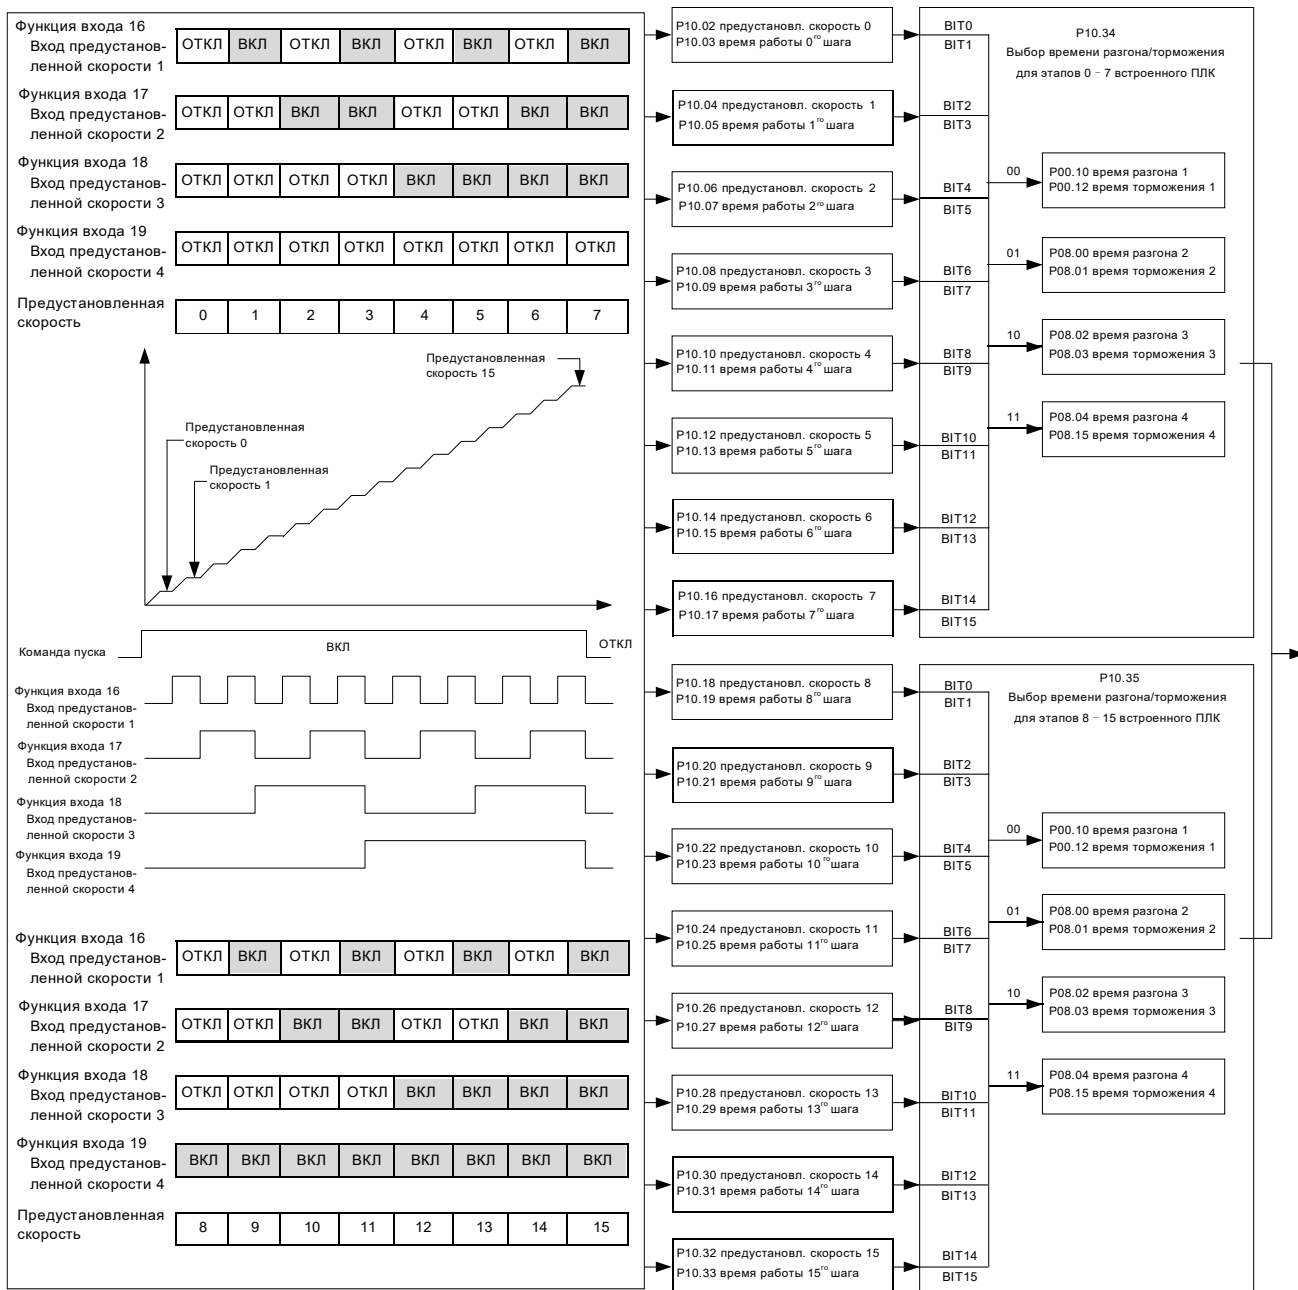 Функция входа 16
Вход предустанов-
ленной скорости 1
ОТКЛ ВКЛ ОТКЛ ВКЛ ОТКЛ ВКЛ ОТКЛ ВКЛ
Функция входа 17
Вход предустанов-
ленной скорости 2
ОТКЛ ОТКЛ ВКЛ ВКЛ ОТКЛ ОТКЛ ВКЛ ВКЛ
Функция входа 18
Вход предустанов-
ленной скорости 3
ОТКЛ ОТКЛ ОТКЛ ОТКЛ ВКЛ ВКЛ ВКЛ ВКЛ
Функция входа 19
Вход предустанов-
ленной скорости 4
ОТКЛ ОТКЛ ОТКЛ ОТКЛ ОТКЛ ОТКЛ ОТКЛ ОТКЛ
Предустановленная
скорость
0 1 2 3 4 5 6 7
Предустановленная
скорость 15
Предустановленная
скорость 0
Предустановленная
скорость 1
Команда пуска
ВКЛ
ОТКЛ
Функция входа 16
Вход предустанов-
ленной скорости 1
Функция входа 17
Вход предустанов-
ленной скорости 2
Функция входа 18
Вход предустанов-
ленной скорости 3
Функция входа 19
Вход предустанов-
ленной скорости 4
Функция входа 16
Вход предустанов-
ленной скорости 1
ОТКЛ ВКЛ ОТКЛ ВКЛ ОТКЛ ВКЛ ОТКЛ ВКЛ
Функция входа 17
Вход предустанов-
ленной скорости 2
ОТКЛ ОТКЛ ВКЛ ВКЛ ОТКЛ ОТКЛ ВКЛ ВКЛ
Функция входа 18
Вход предустанов-
ленной скорости 3
ОТКЛ ОТКЛ ОТКЛ ОТКЛ ВКЛ ВКЛ ВКЛ ВКЛ
Функция входа 19
Вход предустанов-
ленной скорости 4
ВКЛ ВКЛ ВКЛ ВКЛ ВКЛ ВКЛ ВКЛ ВКЛ
Предустановленная
скорость
8 9 10 11 12 13 14 15
P10.02 предустановл. скорость 0
P10.03 время работы 0го шага
P10.04 предустановл. скорость 1
P10.05 время работы 1го шага
P10.06 предустановл. скорость 2
P10.07 время работы 2го шага
P10.08 предустановл. скорость 3
P10.09 время работы 3го шага
P10.10 предустановл. скорость 4
P10.11 время работы 4го шага
P10.12 предустановл. скорость 5
P10.13 время работы 5го шага
P10.14 предустановл. скорость 6
P10.15 время работы 6го шага
P10.16 предустановл. скорость 7
P10.17 время работы 7го шага
P10.18 предустановл. скорость 8
P10.19 время работы 8го шага
P10.20 предустановл. скорость 9
P10.21 время работы 9го шага
P10.22 предустановл. скорость 10
P10.23 время работы 10го шага
P10.24 предустановл. скорость 11
P10.25 время работы 11го шага
P10.26 предустановл. скорость 12
P10.27 время работы 12го шага
P10.28 предустановл. скорость 13
P10.29 время работы 13го шага
P10.30 предустановл. скорость 14
P10.31 время работы 14го шага
P10.32 предустановл. скорость 15
P10.33 время работы 15го шага
BIT0
BIT1
BIT2
BIT3
BIT4
BIT5
BIT6
BIT7
BIT8
BIT9
BIT10
BIT11
BIT12
BIT13
BIT14
BIT15
P10.34
Выбор времени разгона/торможения
для этапов 0 - 7 встроенного ПЛК
00
P00.10 время разгона 1
P00.12 время торможения 1
01
P08.00 время разгона 2
P08.01 время торможения 2
10
P08.02 время разгона 3
P08.03 время торможения 3
11
P08.04 время разгона 4
P08.15 время торможения 4
BIT0
BIT1
BIT2
BIT3
BIT4
BIT5
BIT6
BIT7
BIT8
BIT9
BIT10
BIT11
BIT12
BIT13
BIT14
BIT15
P10.35
Выбор времени разгона/торможения
для этапов 8 - 15 встроенного ПЛК
00
P00.10 время разгона 1
P00.12 время торможения 1
01
P08.00 время разгона 2
P08.01 время торможения 2
10
P08.02 время разгона 3
P08.03 время торможения 3
11
P08.04 время разгона 4
P08.15 время торможения 4